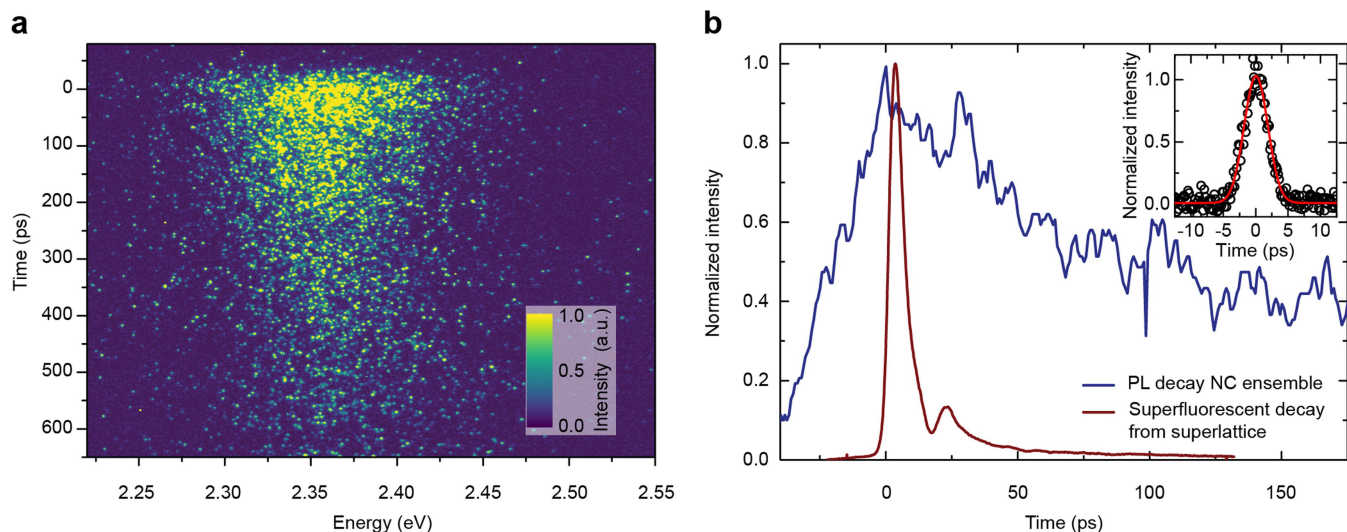 a
Time (ps)
0
100
200
300
400
500
600
2.25
2.30
2.35
2.40
2.45
2.50
2.55
Energy (eV)
1.0
0.5
0.0
Intensity (a.u.)
b
Normalized intensity
1.0
0.8
0.6
0.4
0.2
0.0
0
50
100
150
Time (ps)
PL decay NC ensemble
Superfluorescent decay
from superlattice
Normalized intensity
1.0
0.5
0.0
-10
-5
0
5
10
Time (ps)